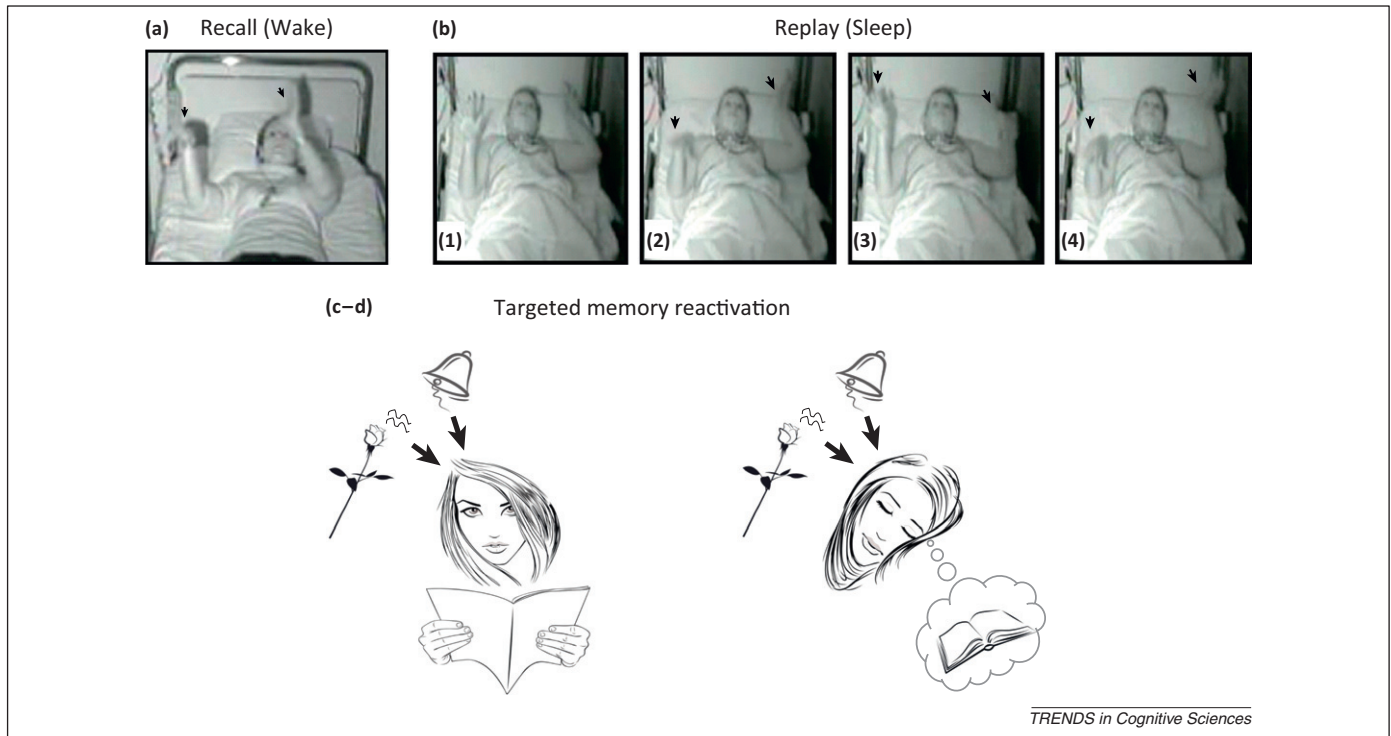 (a) Recall (Wake)
(b) Replay (Sleep)
(1)
(2)
(3)
(4)
(c–d) Targeted memory reactivation
TRENDS in Cognitive Sciences